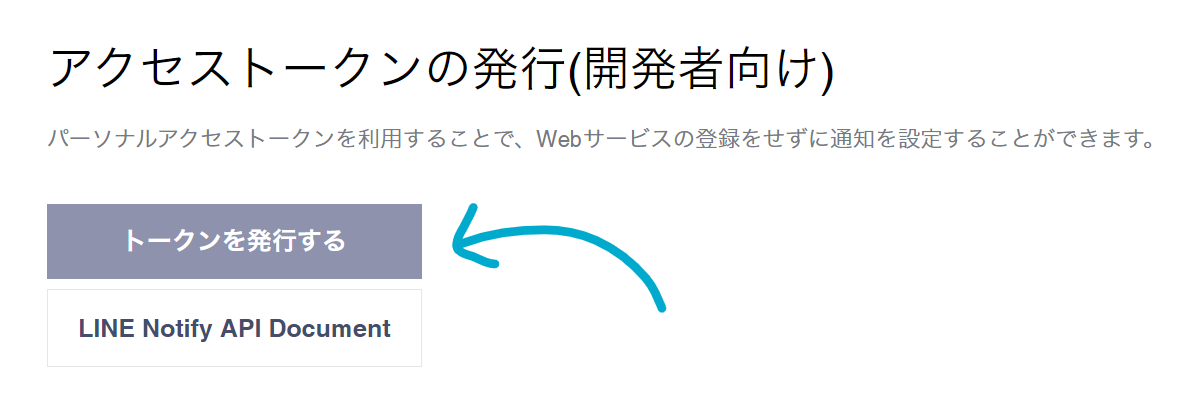 アクセストークンの発行(開発者向け)
パーソナルアクセストークンを利用することで、Webサービスの登録をせずに通知を設定することができます。
トークンを発行する
LINE Notify API Document